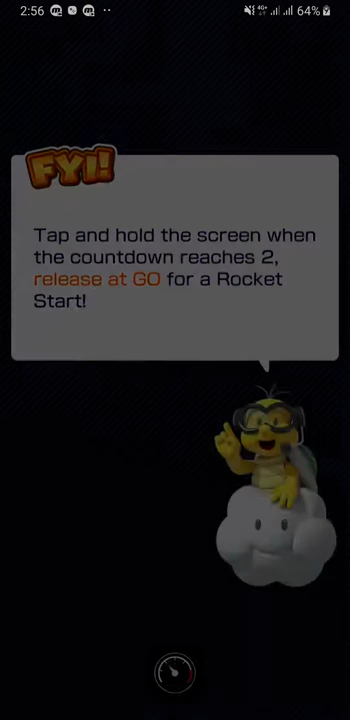 2:56
4G+
64%
FYI!
Tap and hold the screen when
the countdown reaches 2,
release at GO for a Rocket
Start!